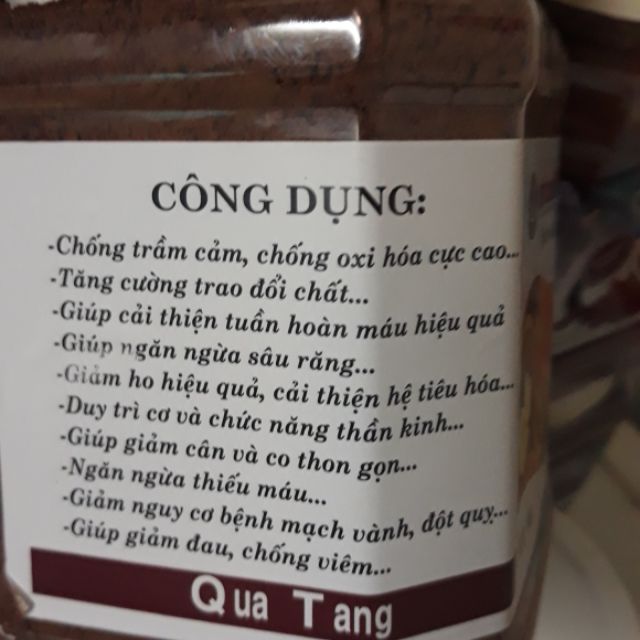 CÔNG DỤNG:
-Chống trầm cảm, chống oxi hóa cực cao...
-Tăng cường trao đổi chất...
-Giúp cải thiện tuần hoàn máu hiệu quả
-Giúp ngăn ngừa sâu răng...
-Giảm ho hiệu quả, cải thiện hệ tiêu hóa...
-Duy trì cơ và chức năng thần kinh...
-Giúp giảm cân và co thon gọn...
-Ngăn ngừa thiếu máu...
-Giảm nguy cơ bệnh mạch vành, đột quỵ...
-Giúp giảm đau, chống viêm...
Qua Tang